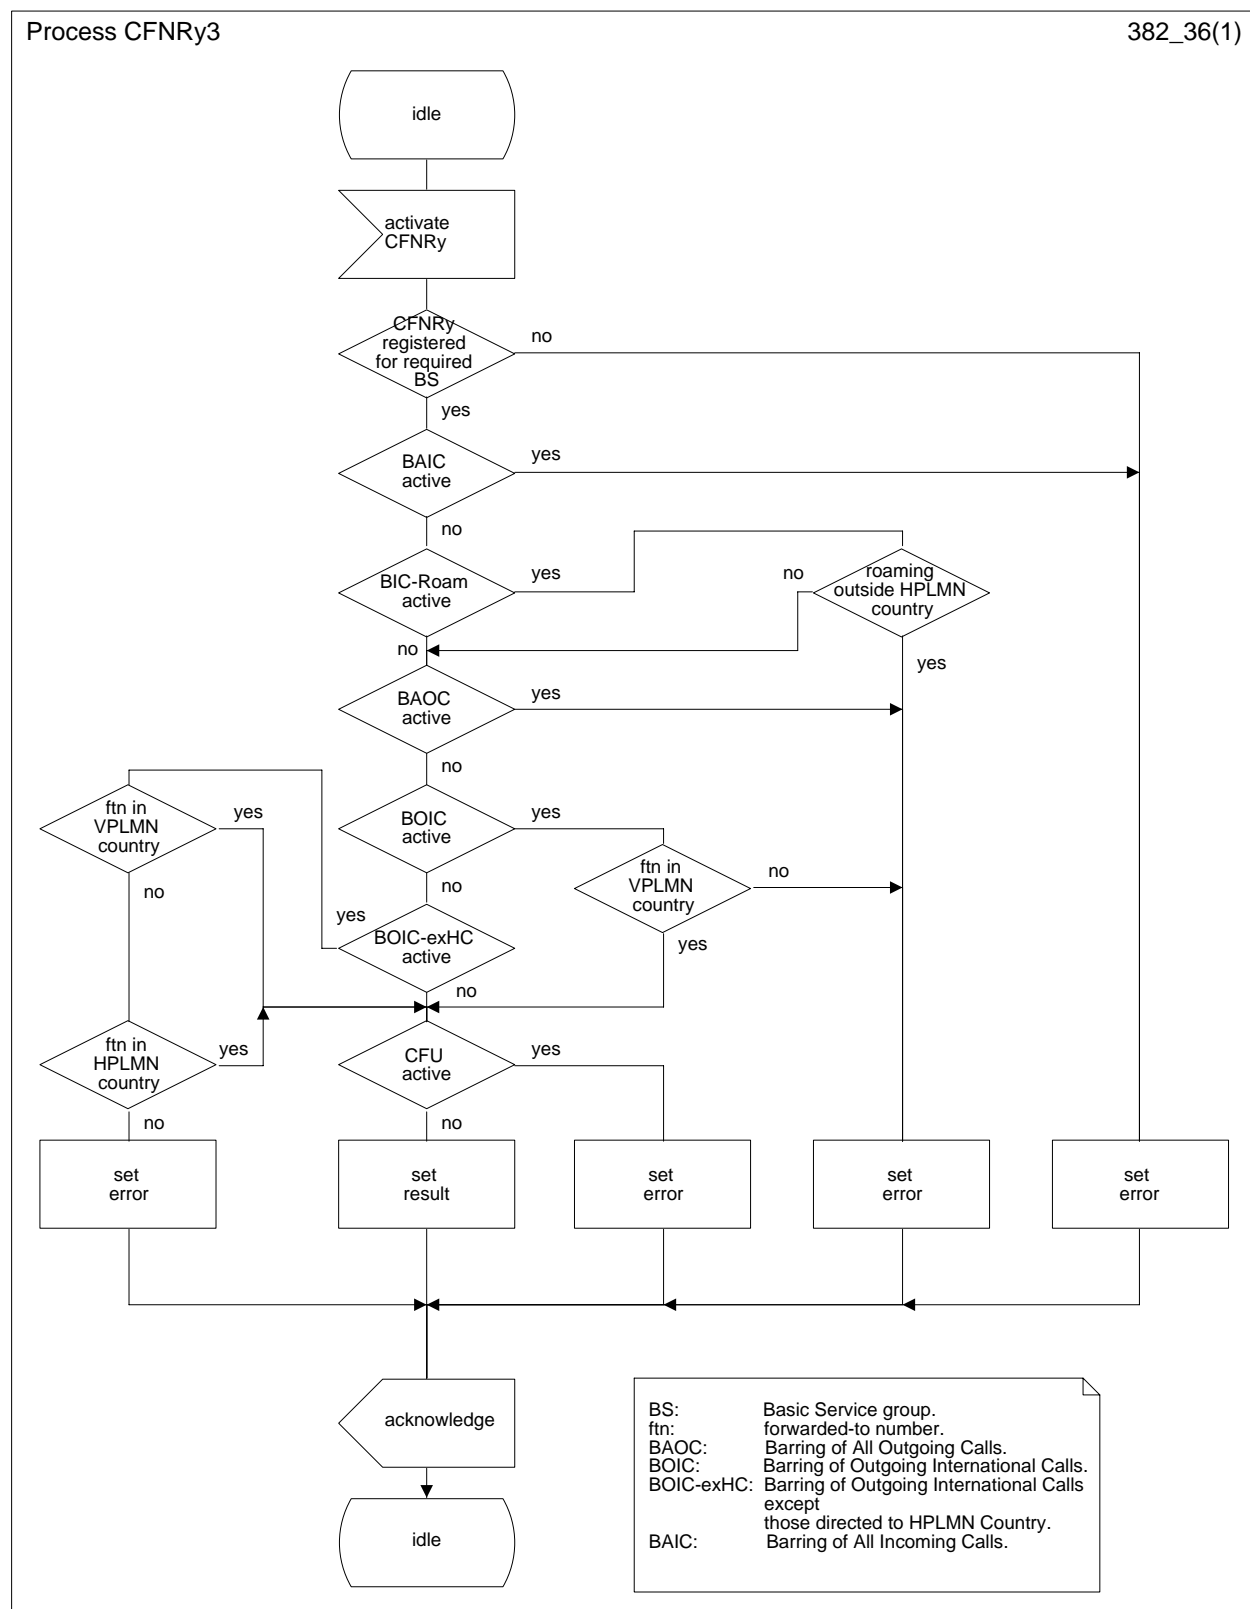 Process CFNRy3
382_36(1)
idle
activate
CFNRy
CFNRy
registered
for required
BS
no
yes
BAIC
active
yes
no
BIC-Roam
active
yes
no
roaming
outside HPLMN
country
no
yes
BAOC
active
yes
no
ftn in
VPLMN
country
yes
no
BOIC
active
yes
no
ftn in
VPLMN
country
no
yes
yes
BOIC-exHC
active
no
ftn in
HPLMN
country
yes
no
CFU
active
yes
no
set
error
set
result
set
error
set
error
set
error
acknowledge
idle
BS: Basic Service group.
ftn: forwarded-to number.
BAOC: Barring of All Outgoing Calls.
BOIC: Barring of Outgoing International Calls.
BOIC-exHC: Barring of Outgoing International Calls
except
those directed to HPLMN Country.
BAIC: Barring of All Incoming Calls.